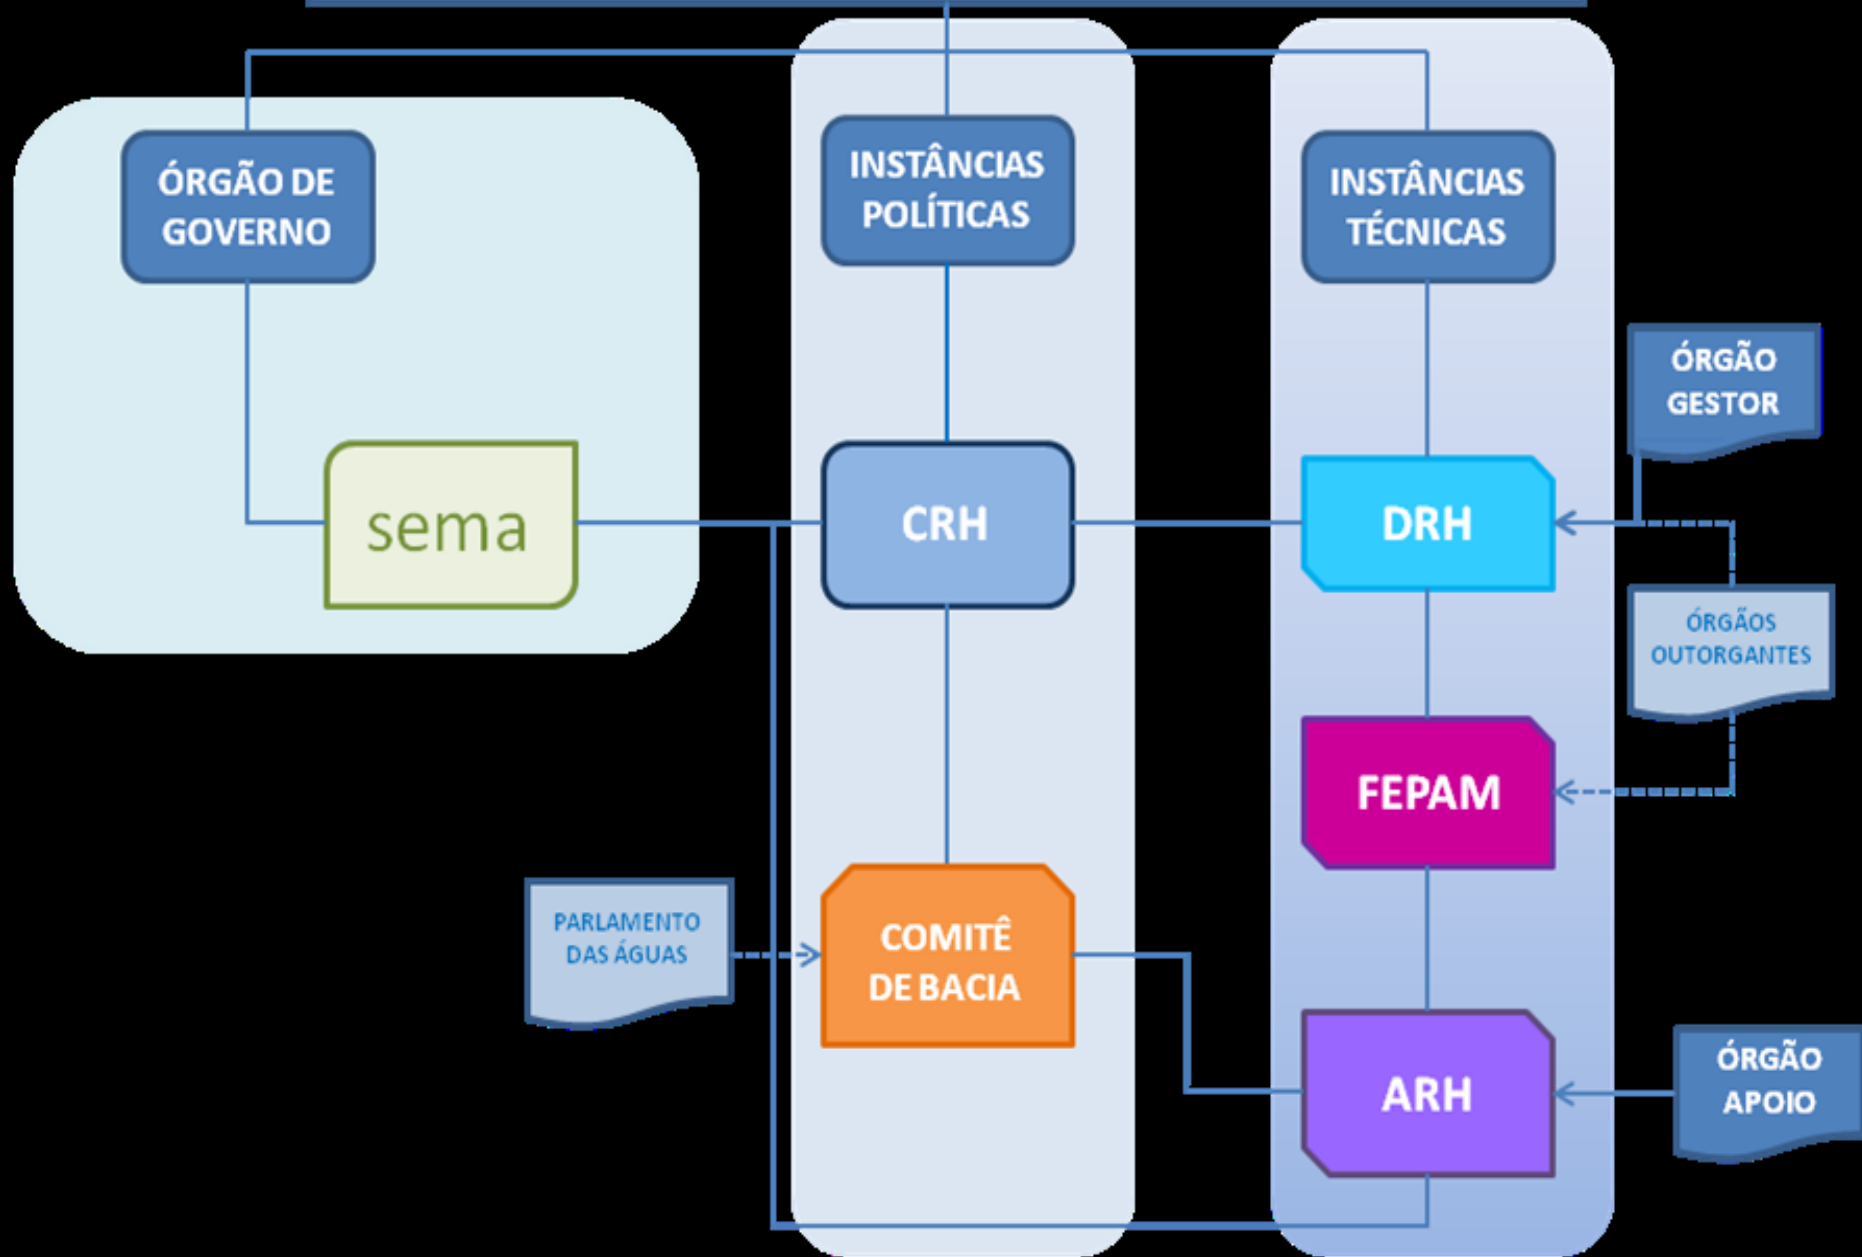 ÓRGÃO DE
GOVERNO
INSTÂNCIAS
POLÍTICAS
INSTÂNCIAS
TÉCNICAS
ÓRGÃO
GESTOR
sema
CRH
DRH
ÓRGÃOS
OUTORGANTES
FEPAM
PARLAMENTO
DAS ÁGUAS
COMITÊ
DE BACIA
ARH
ÓRGÃO
APOIO